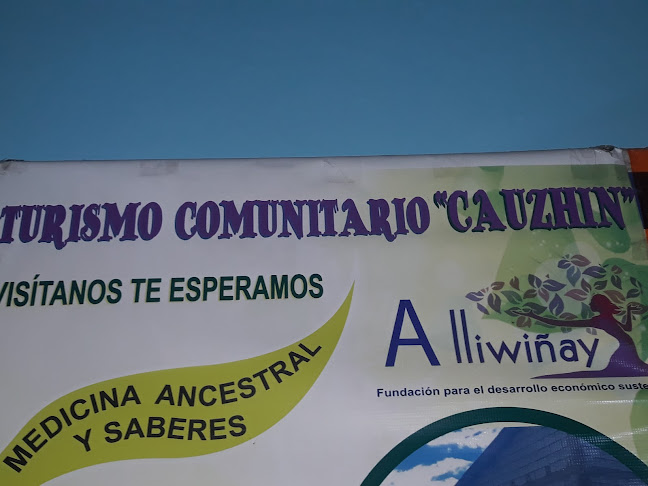 TURISMO COMUNITARIO "CAUZHIN"
VISÍTANOS TE ESPERAMOS
Alliwiñay
Fundación para el desarrollo económico suste
MEDICINA ANCESTRAL
Y SABERES